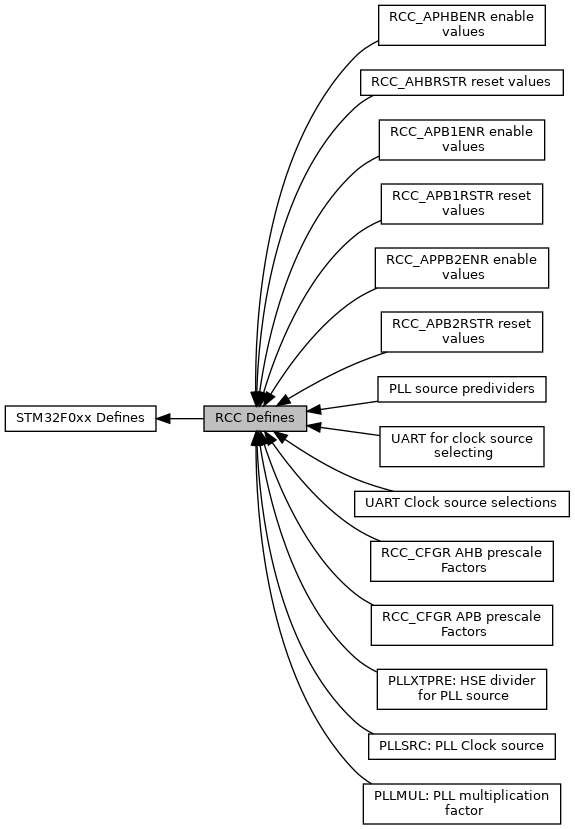 RCC_APHBENR enable
values
RCC_AHBRSTR reset values
RCC_APB1ENR enable
values
RCC_APB1RSTR reset
values
RCC_APPB2ENR enable
values
RCC_APB2RSTR reset
values
PLL source predividers
STM32F0xx Defines
RCC Defines
UART for clock source
selecting
UART Clock source selections
RCC_CFGR AHB prescale
Factors
RCC_CFGR APB prescale
Factors
PLLXTPRE: HSE divider
for PLL source
PLLSRC: PLL Clock source
PLLMUL: PLL multiplication
factor